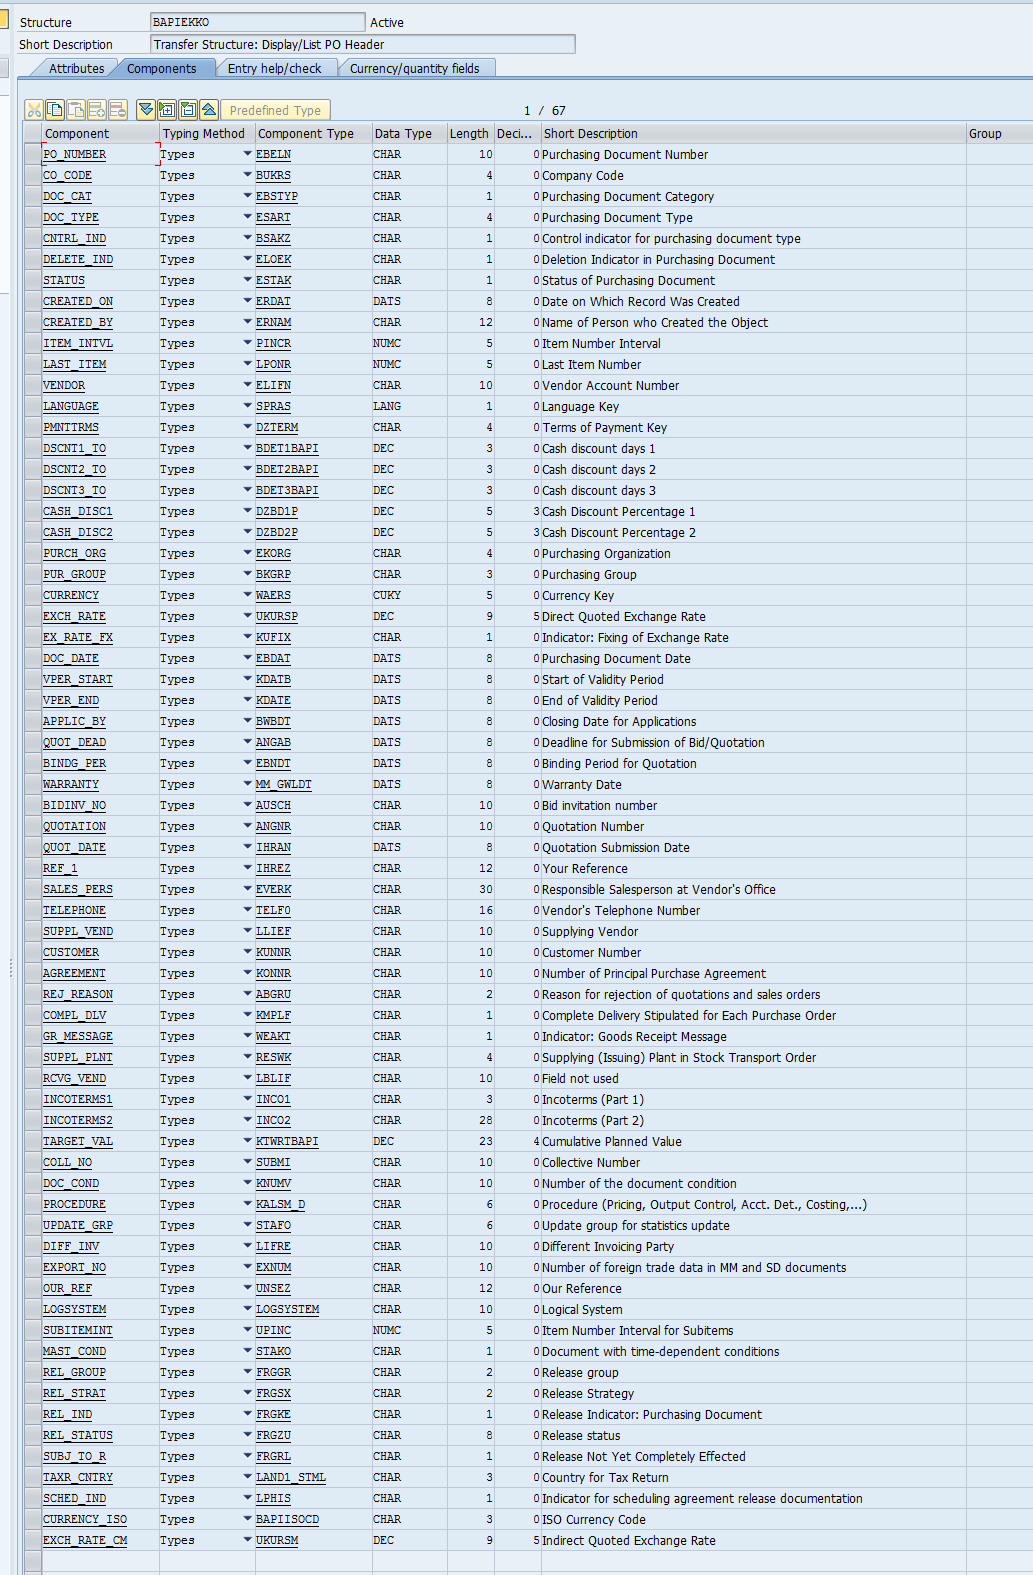 Structure BAPIEKKO Active
Short Description Transfer Structure: Display/List PO Header
Attributes Components Entry help/check Currency/quantity fields
Predefined Type 1 / 67
Component Typing Method Component Type Data Type Length Deci... Short Description Group
PO_NUMBER Types EBELN CHAR 10 0 Purchasing Document Number
CO_CODE Types BUKRS CHAR 4 0 Company Code
DOC_CAT Types EBSTYP CHAR 1 0 Purchasing Document Category
DOC_TYPE Types ESART CHAR 4 0 Purchasing Document Type
CNTRL_IND Types BSAKZ CHAR 1 0 Control indicator for purchasing document type
DELETE_IND Types ELOEK CHAR 1 0 Deletion Indicator in Purchasing Document
STATUS Types ESTAK CHAR 1 0 Status of Purchasing Document
CREATED_ON Types ERDAT DATS 8 0 Date on Which Record Was Created
CREATED_BY Types ERNAM CHAR 12 0 Name of Person who Created the Object
ITEM_INTVL Types PINCR NUMC 5 0 Item Number Interval
LAST_ITEM Types LPONR NUMC 5 0 Last Item Number
VENDOR Types ELIFN CHAR 10 0 Vendor Account Number
LANGUAGE Types SPRAS LANG 1 0 Language Key
PMNTTRMS Types DZTERM CHAR 4 0 Terms of Payment Key
DSCNT1_TO Types BDET1BAPI DEC 3 0 Cash discount days 1
DSCNT2_TO Types BDET2BAPI DEC 3 0 Cash discount days 2
DSCNT3_TO Types BDET3BAPI DEC 3 0 Cash discount days 3
CASH_DISC1 Types DZBD1P DEC 5 3 Cash Discount Percentage 1
CASH_DISC2 Types DZBD2P DEC 5 3 Cash Discount Percentage 2
PURCH_ORG Types EKORG CHAR 4 0 Purchasing Organization
PUR_GROUP Types BKGRP CHAR 3 0 Purchasing Group
CURRENCY Types WAERS CUKY 5 0 Currency Key
EXCH_RATE Types UKURSP DEC 9 5 Direct Quoted Exchange Rate
EX_RATE_FX Types KUFIX CHAR 1 0 Indicator: Fixing of Exchange Rate
DOC_DATE Types EBDAT DATS 8 0 Purchasing Document Date
VPER_START Types KDATB DATS 8 0 Start of Validity Period
VPER_END Types KDATE DATS 8 0 End of Validity Period
APPLIC_BY Types BWBDT DATS 8 0 Closing Date for Applications
QUOT_DEAD Types ANGAB DATS 8 0 Deadline for Submission of Bid/Quotation
BINDG_PER Types EBNDT DATS 8 0 Binding Period for Quotation
WARRANTY Types MM_GWLDT DATS 8 0 Warranty Date
BIDINV_NO Types AUSCH CHAR 10 0 Bid invitation number
QUOTATION Types ANGNR CHAR 10 0 Quotation Number
QUOT_DATE Types IHRAN DATS 8 0 Quotation Submission Date
REF_1 Types IHREZ CHAR 12 0 Your Reference
SALES_PERS Types EVERK CHAR 30 0 Responsible Salesperson at Vendor's Office
TELEPHONE Types TELF0 CHAR 16 0 Vendor's Telephone Number
SUPPL_VEND Types LLIEF CHAR 10 0 Supplying Vendor
CUSTOMER Types KUNNR CHAR 10 0 Customer Number
AGREEMENT Types KONNR CHAR 10 0 Number of Principal Purchase Agreement
REJ_REASON Types ABGRU CHAR 2 0 Reason for rejection of quotations and sales orders
COMPL_DLV Types KMPLF CHAR 1 0 Complete Delivery Stipulated for Each Purchase Order
GR_MESSAGE Types WEAKT CHAR 1 0 Indicator: Goods Receipt Message
SUPPL_PLNT Types RESWK CHAR 4 0 Supplying (Issuing) Plant in Stock Transport Order
RCVG_VEND Types LBLIF CHAR 10 0 Field not used
INCOTERMS1 Types INCO1 CHAR 3 0 Incoterms (Part 1)
INCOTERMS2 Types INCO2 CHAR 28 0 Incoterms (Part 2)
TARGET_VAL Types KTWRTBAPI DEC 23 4 Cumulative Planned Value
COLL_NO Types SUBMI CHAR 10 0 Collective Number
DOC_COND Types KNUMV CHAR 10 0 Number of the document condition
PROCEDURE Types KALSM_D CHAR 6 0 Procedure (Pricing, Output Control, Acct. Det., Costing,...)
UPDATE_GRP Types STAFO CHAR 6 0 Update group for statistics update
DIFF_INV Types LIFRE CHAR 10 0 Different Invoicing Party
EXPORT_NO Types EXNUM CHAR 10 0 Number of foreign trade data in MM and SD documents
OUR_REF Types UNSEZ CHAR 12 0 Our Reference
LOGSYSTEM Types LOGSYSTEM CHAR 10 0 Logical System
SUBITEMINT Types UPINC NUMC 5 0 Item Number Interval for Subitems
MAST_COND Types STAKO CHAR 1 0 Document with time-dependent conditions
REL_GROUP Types FRGGR CHAR 2 0 Release group
REL_STRAT Types FRGSX CHAR 2 0 Release Strategy
REL_IND Types FRGKE CHAR 1 0 Release Indicator: Purchasing Document
REL_STATUS Types FRGZU CHAR 8 0 Release status
SUBJ_TO_R Types FRGRL CHAR 1 0 Release Not Yet Completely Effected
TAXR_CNTRY Types LAND1_STML CHAR 3 0 Country for Tax Return
SCHED_IND Types LPHIS CHAR 1 0 Indicator for scheduling agreement release documentation
CURRENCY_ISO Types BAPIISOCD CHAR 3 0 ISO Currency Code
EXCH_RATE_CM Types UKURSM DEC 9 5 Indirect Quoted Exchange Rate